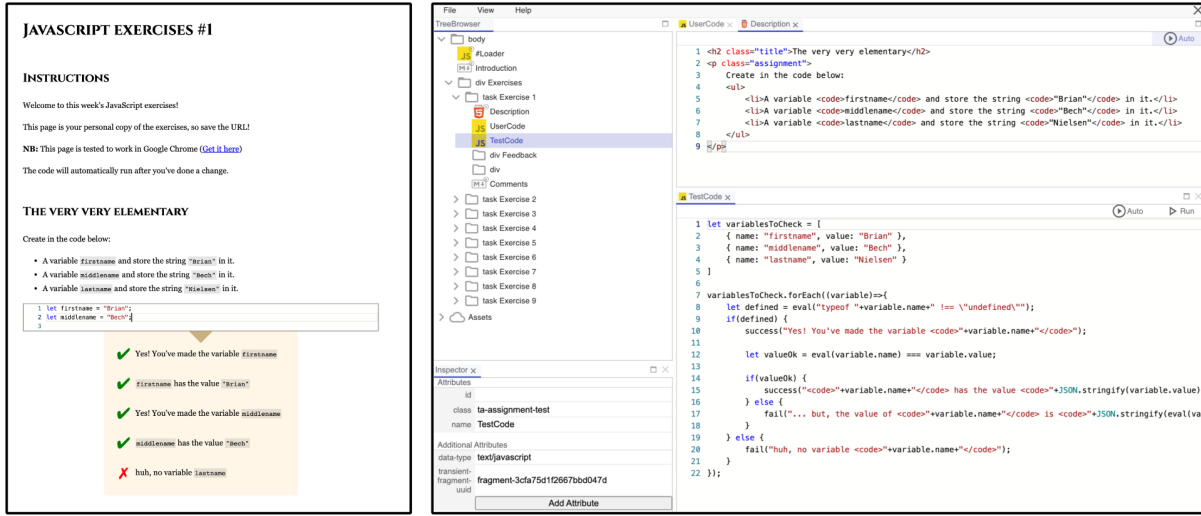 JAVASCRIPT EXERCISES #1
INSTRUCTIONS
Welcome to this week's JavaScript exercises!
This page is your personal copy of the exercises, so save the URL!
NB: This page is tested to work in Google Chrome (Get it here)
The code will automatically run after you've done a change.
THE VERY VERY ELEMENTARY
Create in the code below:
• A variable firstname and store the string "Brian" in it.
• A variable middlename and store the string "Bech" in it.
• A variable lastname and store the string "Nielsen" in it.
1 let firstname = "Brian";
2 let middlename = "Bech";
3
Yes! You've made the variable firstname
firstname has the value "Brian"
Yes! You've made the variable middlename
middlename has the value "Bech"
huh, no variable lastname
File View Help
TreeBrowser
body
JS #Loader
M↓ Introduction
div Exercises
task Exercise 1
5 Description
JS UserCode
JS TestCode
div Feedback
div
M↓ Comments
task Exercise 2
task Exercise 3
task Exercise 4
task Exercise 5
task Exercise 6
task Exercise 7
task Exercise 8
task Exercise 9
Assets
Inspector x
Attributes
id
class ta-assignment-test
name TestCode
Additional Attributes
data-type text/javascript
transient-
fragment- fragment-3cfa75d1f2667bbd047d
uuid
Add Attribute
JS UserCode x 5 Description x
Auto
1 <h2 class="title">The very very elementary</h2>
2 <p class="assignment">
3 Create in the code below:
4 <ul>
5 <li>A variable <code>firstname</code> and store the string <code>"Brian"</code> in it.</li>
6 <li>A variable <code>middlename</code> and store the string <code>"Bech"</code> in it.</li>
7 <li>A variable <code>lastname</code> and store the string <code>"Nielsen"</code> in it.</li>
8 </ul>
9 </p>
JS TestCode x
Auto Run
1 let variablesToCheck = [
2 { name: "firstname", value: "Brian" },
3 { name: "middlename", value: "Bech" },
4 { name: "lastname", value: "Nielsen" }
5 ]
6
7 variablesToCheck.forEach((variable)=>{
8 let defined = eval("typeof "+variable.name+" !== \"undefined\"");
9 if(defined) {
10 success("Yes! You've made the variable <code>"+variable.name+"</code>");
11
12 let valueOk = eval(variable.name) === variable.value;
13
14 if(valueOk) {
15 success("<code>"+variable.name+"</code> has the value <code>"+JSON.stringify(variable.value)
16 } else {
17 fail("... but, the value of <code>"+variable.name+"</code> is <code>"+JSON.stringify(eval(va
18 }
19 } else {
20 fail("huh, no variable <code>"+variable.name+"</code>");
21 }
22 });